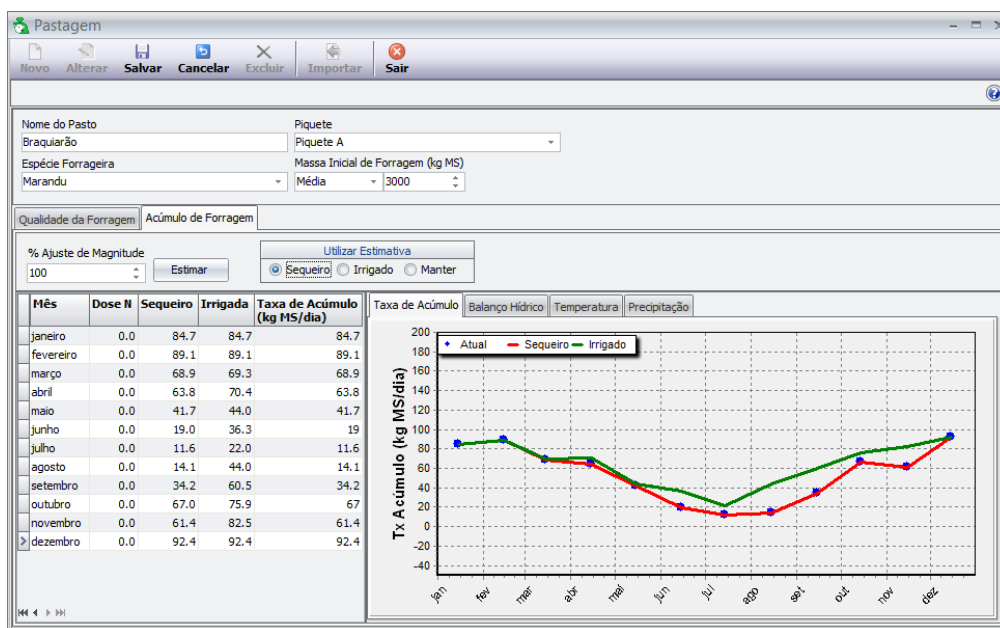 Pastagem
Novo Alterar Salvar Cancelar Excluir Importar Sair
Nome do Pasto Piquete
Braquiarão Piquete A
Espécie Forrageira Massa Inicial de Forragem (kg MS)
Marandu Média 3000
Qualidade da Forragem Acúmulo de Forragem
% Ajuste de Magnitude Utilizar Estimativa
100 Estimar Sequeiro Irrigado Manter
Mês Dose N Sequeiro Irrigada Taxa de Acúmulo (kg MS/dia)
janeiro 0.0 84.7 84.7 84.7
fevereiro 0.0 89.1 89.1 89.1
março 0.0 68.9 69.3 68.9
abril 0.0 63.8 70.4 63.8
maio 0.0 41.7 44.0 41.7
junho 0.0 19.0 36.3 19
julho 0.0 11.6 22.0 11.6
agosto 0.0 14.1 44.0 14.1
setembro 0.0 34.2 60.5 34.2
outubro 0.0 67.0 75.9 67
novembro 0.0 61.4 82.5 61.4
dezembro 0.0 92.4 92.4 92.4
Taxa de Acúmulo Balanço Hídrico Temperatura Precipitação
Atual Sequeiro Irrigado
Tx Acúmulo (kg MS/dia)
200
180
160
140
120
100
80
60
40
20
0
-20
-40
jan fev mar abr mai jun jul ago set out nov dez